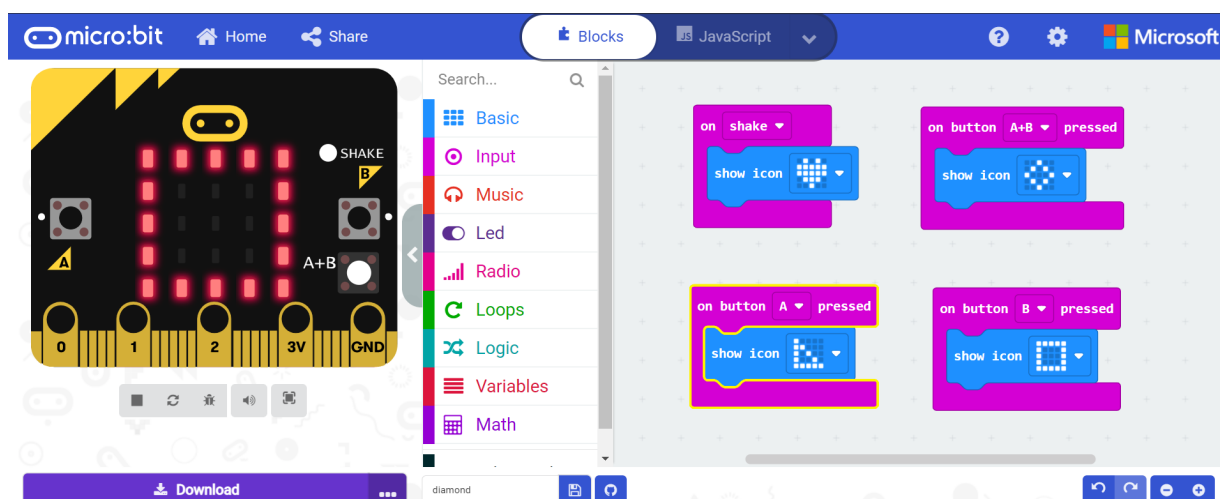 micro:bit Home Share Blocks JS JavaScript ? Microsoft
SHAKE
B
A
A+B
0 1 2 3V GND
Download ...
Search...
Basic
Input
Music
Led
Radio
Loops
Logic
Variables
Math
diamond
on shake
show icon
on button A+B pressed
show icon
on button A pressed
show icon
on button B pressed
show icon